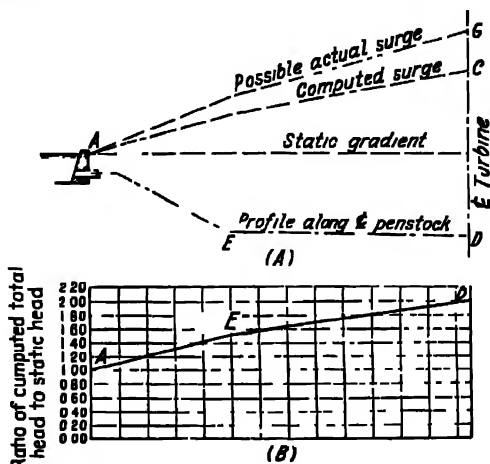 G
Possible actual surge
C
Computed surge
A
Static gradient
℄ Turbine
E
Profile along ℄ penstock
D
(A)
Ratio of computed total
head to static head
2 20
2 00
1 80
1 60
1 40
1 20
1 00
0 80
0 60
0 40
0 20
0 00
A
E
D
(B)